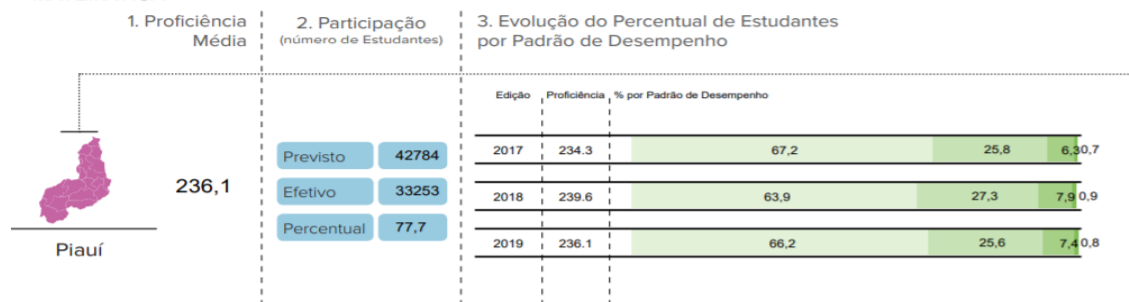 1. Proficiência
Média
2. Participação
(número de Estudantes)
3. Evolução do Percentual de Estudantes
por Padrão de Desempenho
Edição Proficiência % por Padrão de Desempenho
Piauí
236,1
Previsto 42784
Efetivo 33253
Percentual 77,7
2017 234.3 67,2 25,8 6,3 0,7
2018 239.6 63,9 27,3 7,9 0,9
2019 236.1 66,2 25,6 7,4 0,8